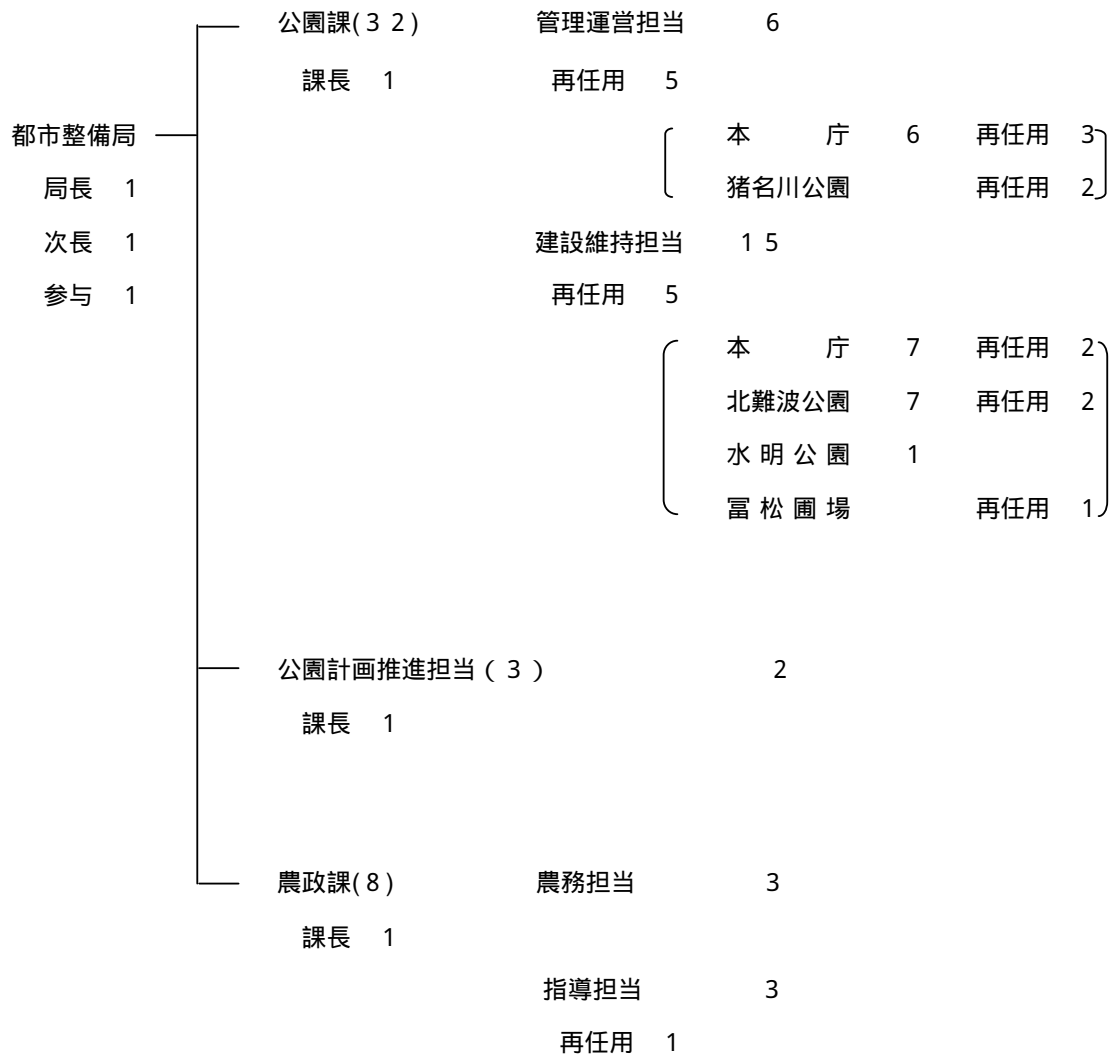 公園課(32) 管理運営担当 6
課長 1 再任用 5
都市整備局 本 庁 6 再任用 3
局長 1 猪名川公園 再任用 2
次長 1 建設維持担当 15
参与 1 再任用 5
本 庁 7 再任用 2
北難波公園 7 再任用 2
水明公園 1
冨松圃場 再任用 1
公園計画推進担当(3) 2
課長 1
農政課(8) 農務担当 3
課長 1
指導担当 3
再任用 1